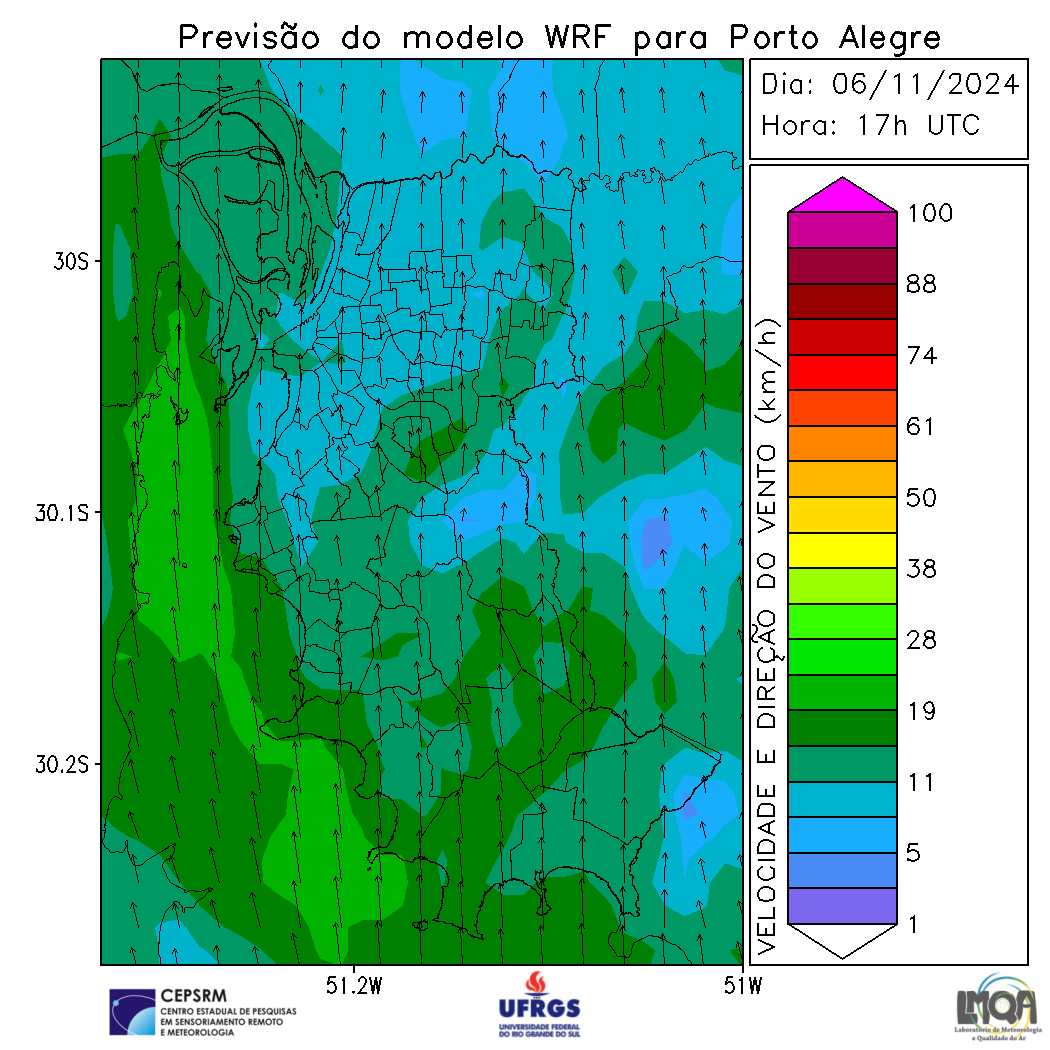 Previsão do modelo WRF para Porto Alegre
Dia: 06/11/2024
Hora: 17h UTC
30S
30.1S
30.2S
51.2W
51W
VELOCIDADE E DIREÇÃO DO VENTO (km/h)
100
88
74
61
50
38
28
19
11
5
1
CEPSRM
CENTRO ESTADUAL DE PESQUISAS
EM SENSORIAMENTO REMOTO
E METEOROLOGIA
UFRGS
UNIVERSIDADE FEDERAL
DO RIO GRANDE DO SUL
LMQA
Laboratório de Meteorologia
e Qualidade do Ar